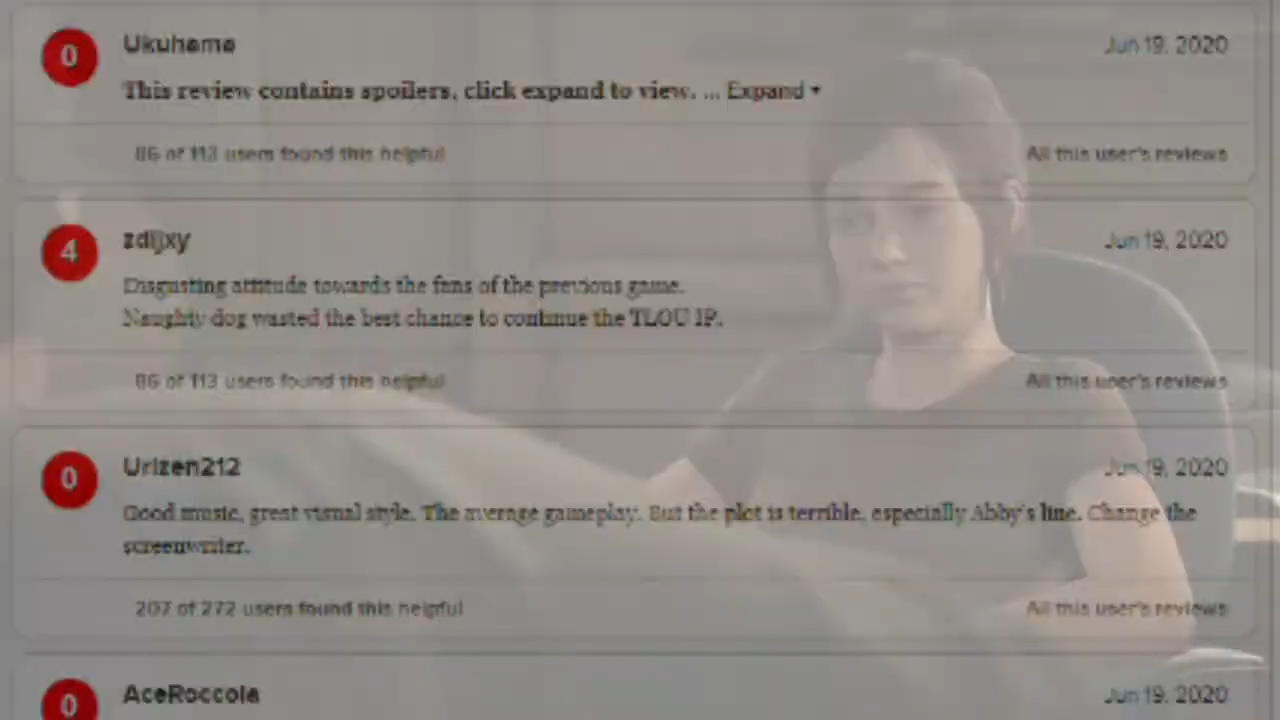 0
Ukuhama
Jun 19, 2020
This review contains spoilers, click expand to view. ... Expand
86 of 113 users found this helpful
All this user's reviews
4
zdijxy
Jun 19, 2020
Disgusting attitude towards the fans of the previous game.
Naughty dog wasted the best chance to continue the TLOU IP.
86 of 113 users found this helpful
All this user's reviews
0
Urizen212
Jun 19, 2020
Good music, great visual style. The average gameplay. But the plot is terrible, especially Abby's line. Change the
screenwriter.
207 of 272 users found this helpful
All this user's reviews
0
AceRoccola
Jun 19, 2020